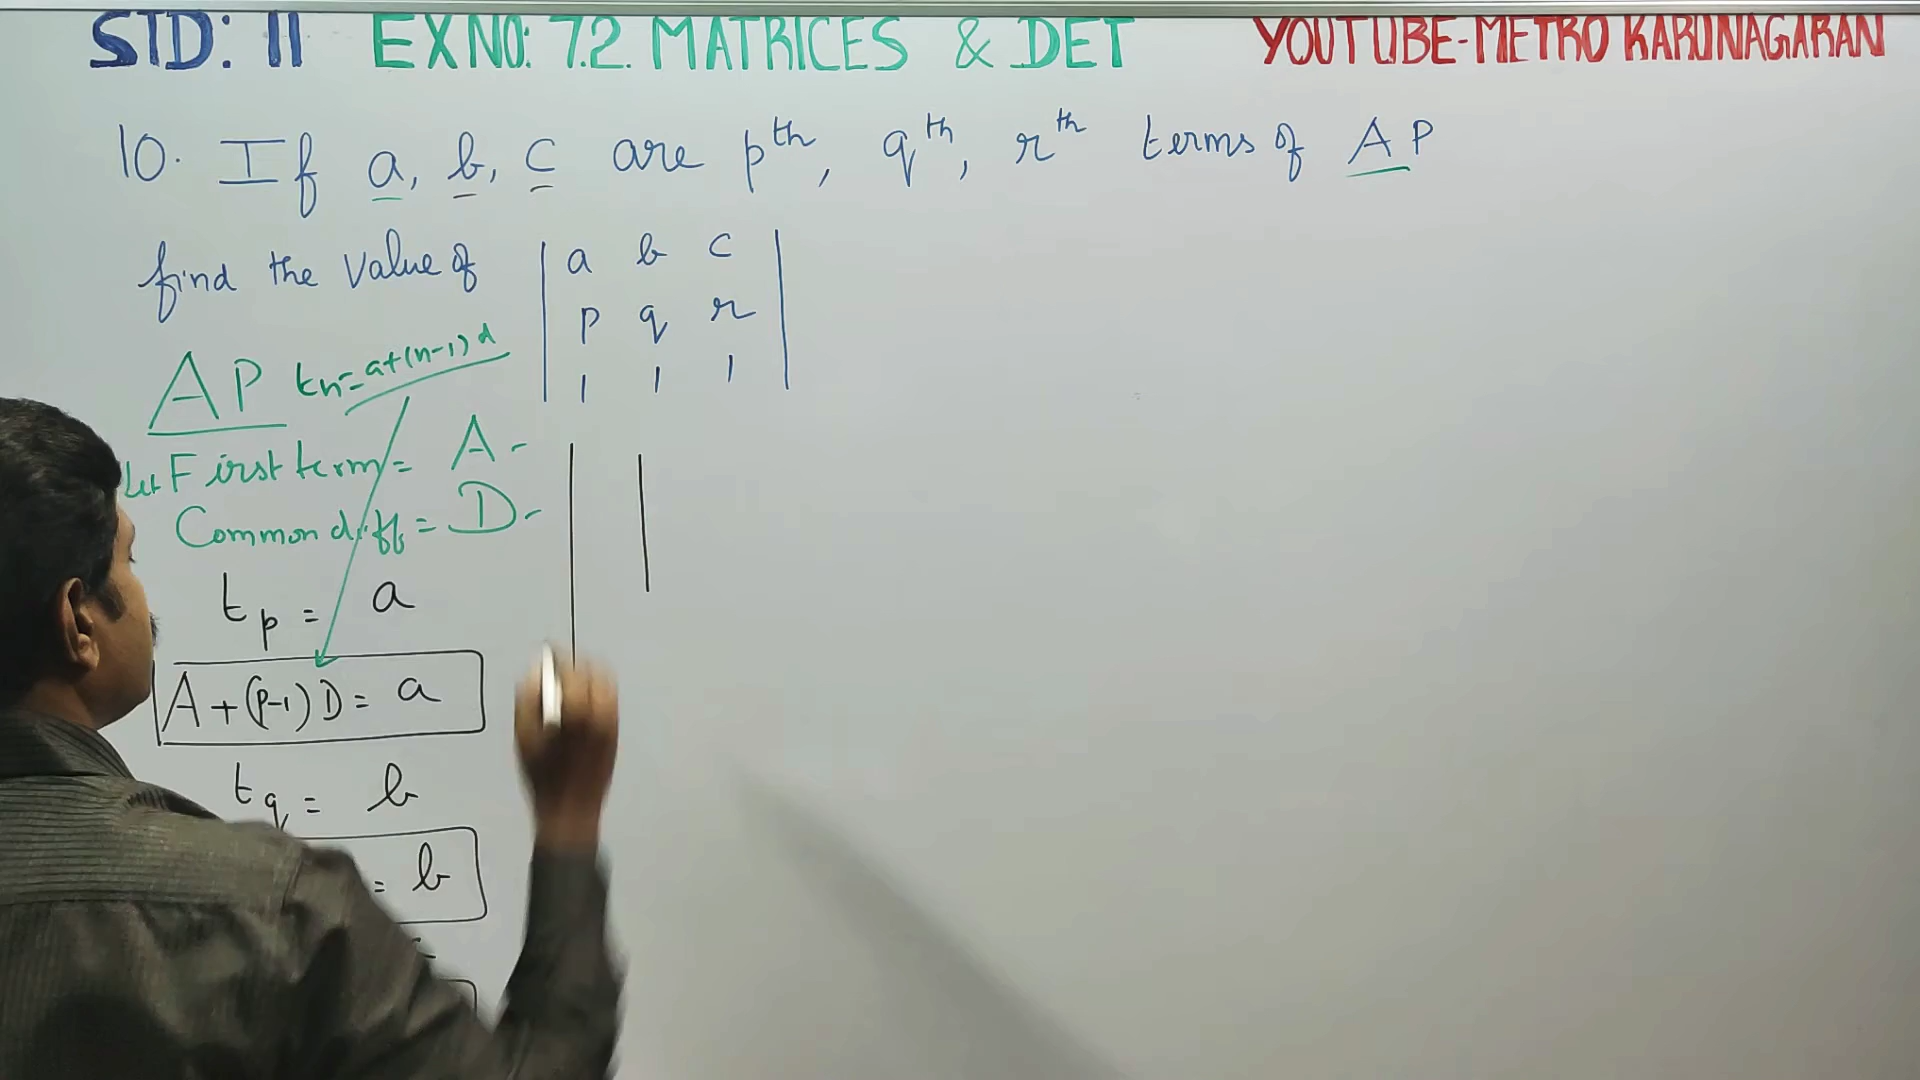 STD: 11 EX NO: 7.2. MATRICES & DET YOUTUBE-METRO KARUNAGARAN
10. If a, b, c are pth, qth, rth terms of AP
find the value of
a b c
p q r
1 1 1
AP tn = a+(n-1)d
Let First term = A -
Common diff = D -
tp = a
A+(p-1)D = a
tq = b
= b